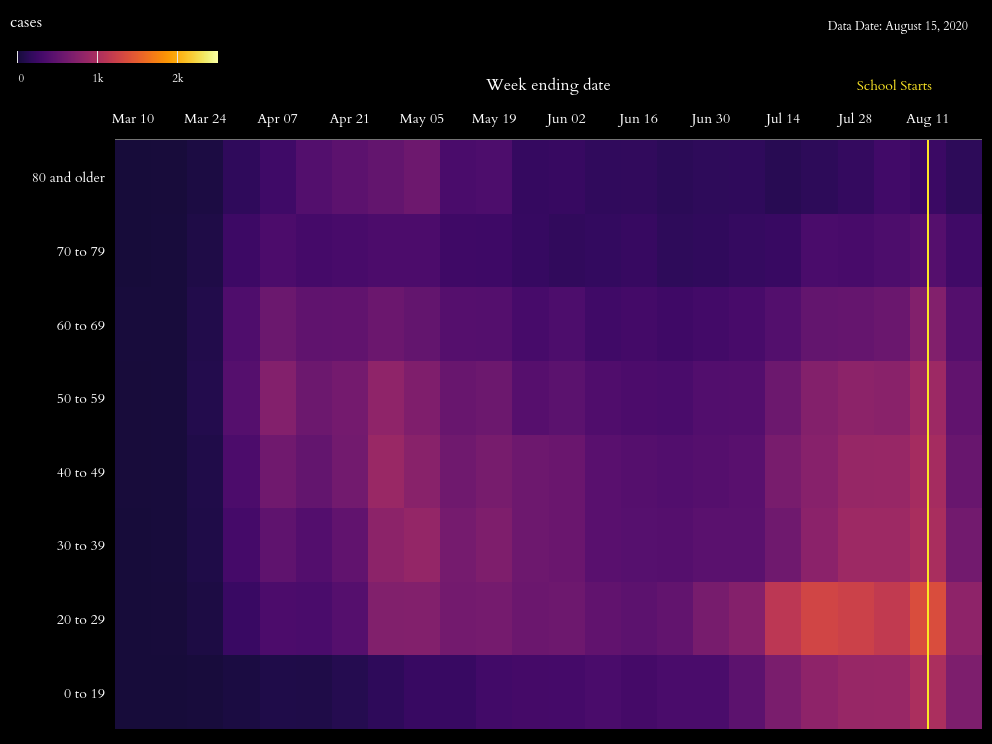 cases
Data Date: August 15, 2020
0 1k 2k
Week ending date
School Starts
Mar 10 Mar 24 Apr 07 Apr 21 May 05 May 19 Jun 02 Jun 16 Jun 30 Jul 14 Jul 28 Aug 11
80 and older
70 to 79
60 to 69
50 to 59
40 to 49
30 to 39
20 to 29
0 to 19